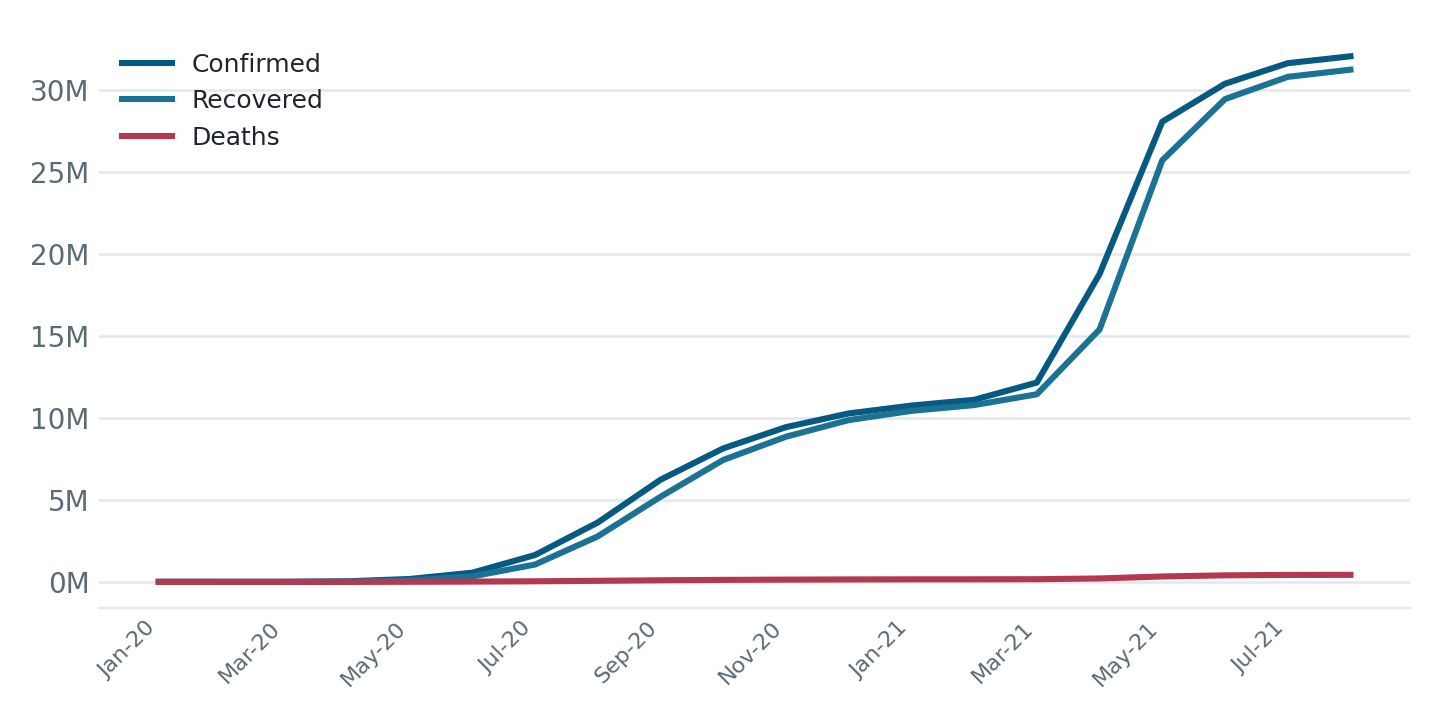 Confirmed
Recovered
Deaths
30M
25M
20M
15M
10M
5M
0M
Jan-20
Mar-20
May-20
Jul-20
Sep-20
Nov-20
Jan-21
Mar-21
May-21
Jul-21